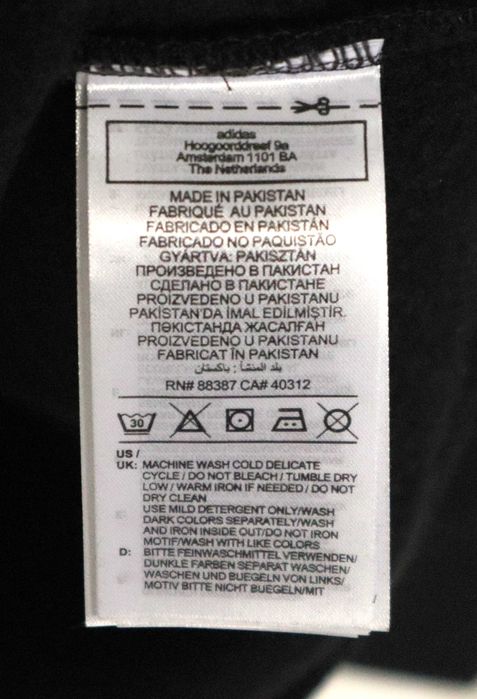 adidas
Hoogoorddreef 9a
Amsterdam 1101 BA
The Netherlands
MADE IN PAKISTAN
FABRIQUÉ AU PAKISTAN
FABRICADO EN PAKISTÁN
FABRICADO NO PAQUISTÃO
GYÁRTVA: PAKISZTÁN
ПРОИЗВЕДЕНО В ПАКИСТАН
СДЕЛАНО В ПАКИСТАНЕ
PROIZVEDENO U PAKISTANU
PAKİSTAN'DA İMAL EDİLMİŞTİR.
ПӘКІСТАНДА ЖАСАЛҒАН
PROIZVEDENO U PAKISTANU
FABRICAT ÎN PAKISTAN
بلد المنشأ : باكستان
RN# 88387 CA# 40312
30
US /
UK: MACHINE WASH COLD DELICATE
CYCLE / DO NOT BLEACH / TUMBLE DRY
LOW / WARM IRON IF NEEDED / DO NOT
DRY CLEAN
USE MILD DETERGENT ONLY/WASH
DARK COLORS SEPARATELY/WASH
AND IRON INSIDE OUT/DO NOT IRON
MOTIF/WASH WITH LIKE COLORS
D: BITTE FEINWASCHMITTEL VERWENDEN/
DUNKLE FARBEN SEPARAT WASCHEN/
WASCHEN UND BUEGELN VON LINKS/
MOTIV BITTE NICHT BUEGELN/MIT